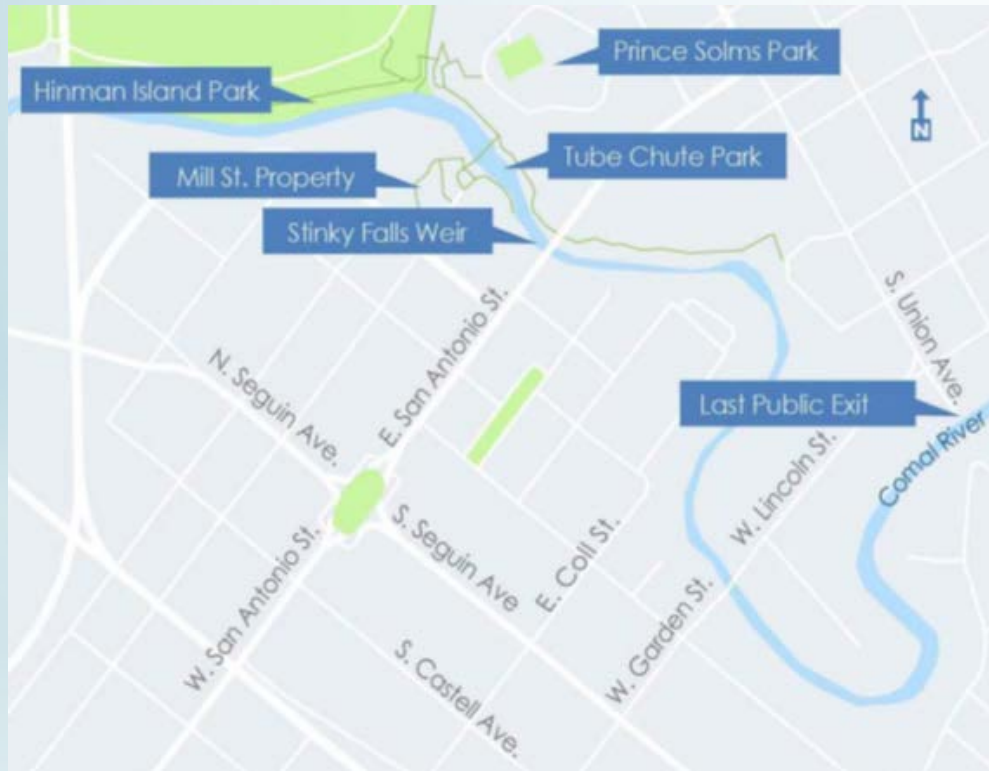 Prince Solms Park
Hinman Island Park
N
Tube Chute Park
Mill St. Property
Stinky Falls Weir
S. Union Ave.
E. San Antonio St.
N. Seguin Ave.
Last Public Exit
Comal River
W. Lincoln St.
S. Seguin Ave
E. Coll St.
W. San Antonio St.
W. Garden St.
S. Castell Ave.